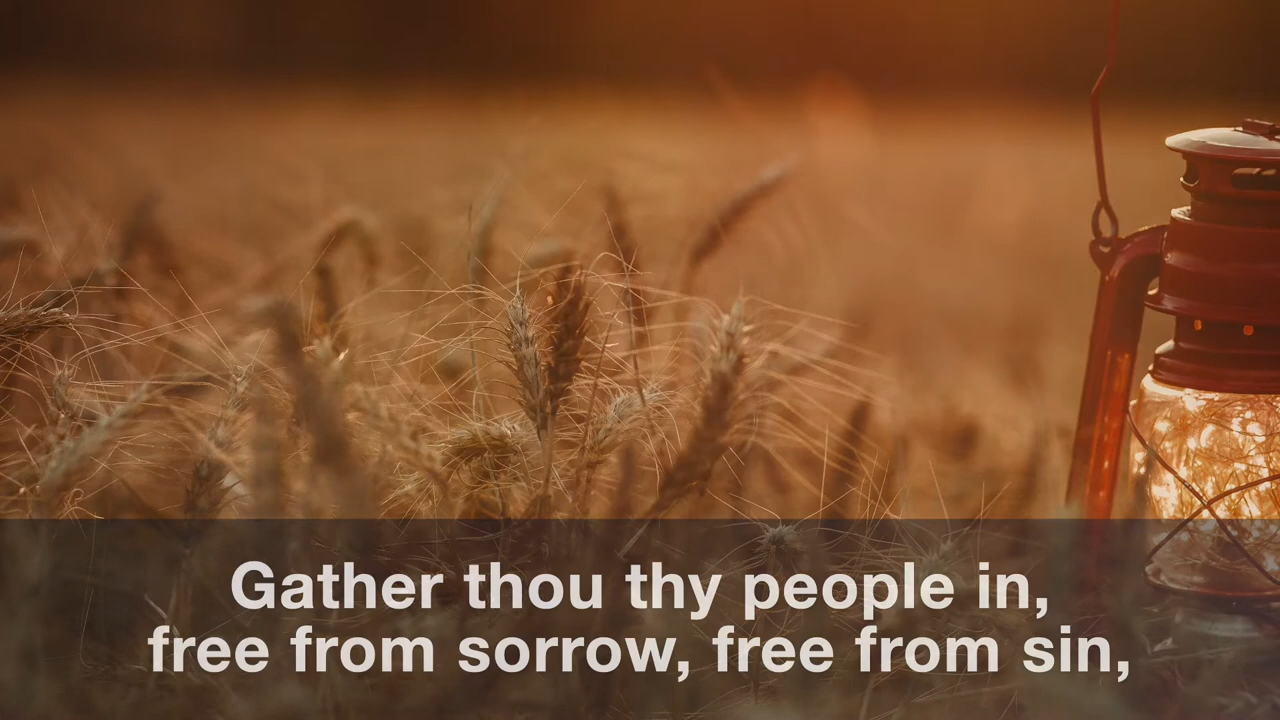 Gather thou thy people in,
free from sorrow, free from sin,